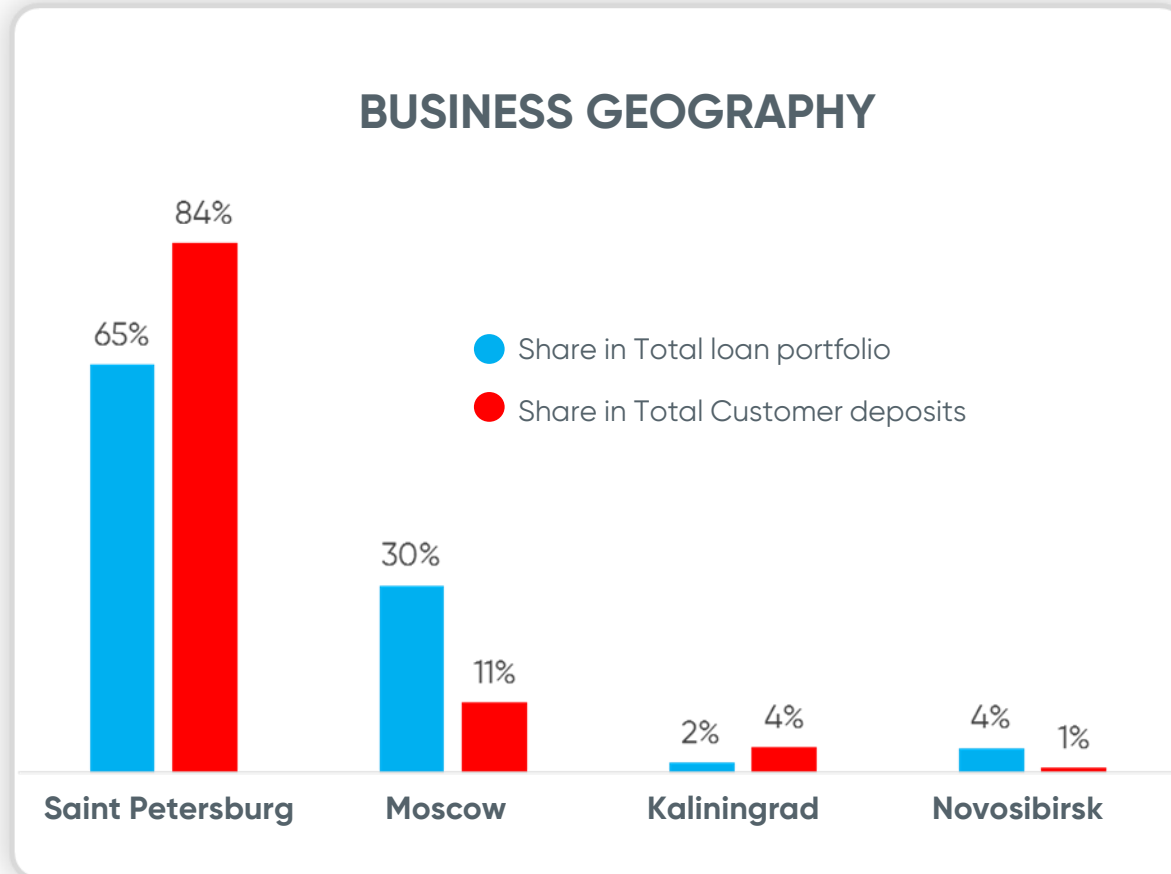 BUSINESS GEOGRAPHY
84%
65%
Share in Total loan portfolio
Share in Total Customer deposits
30%
11%
2%
4%
4%
1%
Saint Petersburg
Moscow
Kaliningrad
Novosibirsk